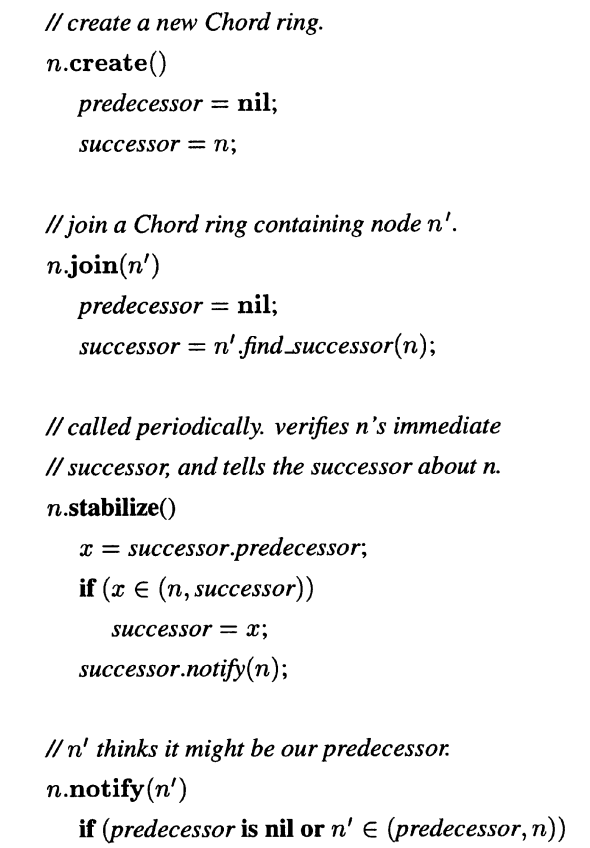 // create a new Chord ring.
n.create()
predecessor = nil;
successor = n;
// join a Chord ring containing node n′.
n.join(n′)
predecessor = nil;
successor = n′.find_successor(n);
// called periodically. verifies n's immediate
// successor, and tells the successor about n.
n.stabilize()
x = successor.predecessor;
if (x ∈ (n, successor))
successor = x;
successor.notify(n);
// n′ thinks it might be our predecessor.
n.notify(n′)
if (predecessor is nil or n′ ∈ (predecessor, n))